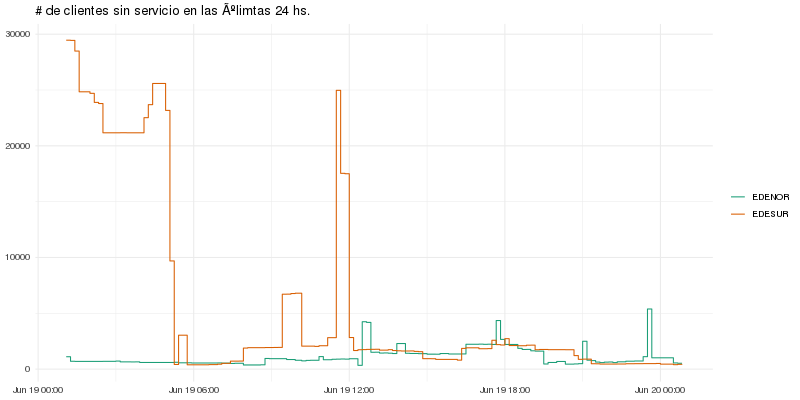 # de clientes sin servicio en las Ãºlimtas 24 hs.
30000
20000
10000
0
Jun 19 00:00
Jun 19 06:00
Jun 19 12:00
Jun 19 18:00
Jun 20 00:00
EDENOR
EDESUR